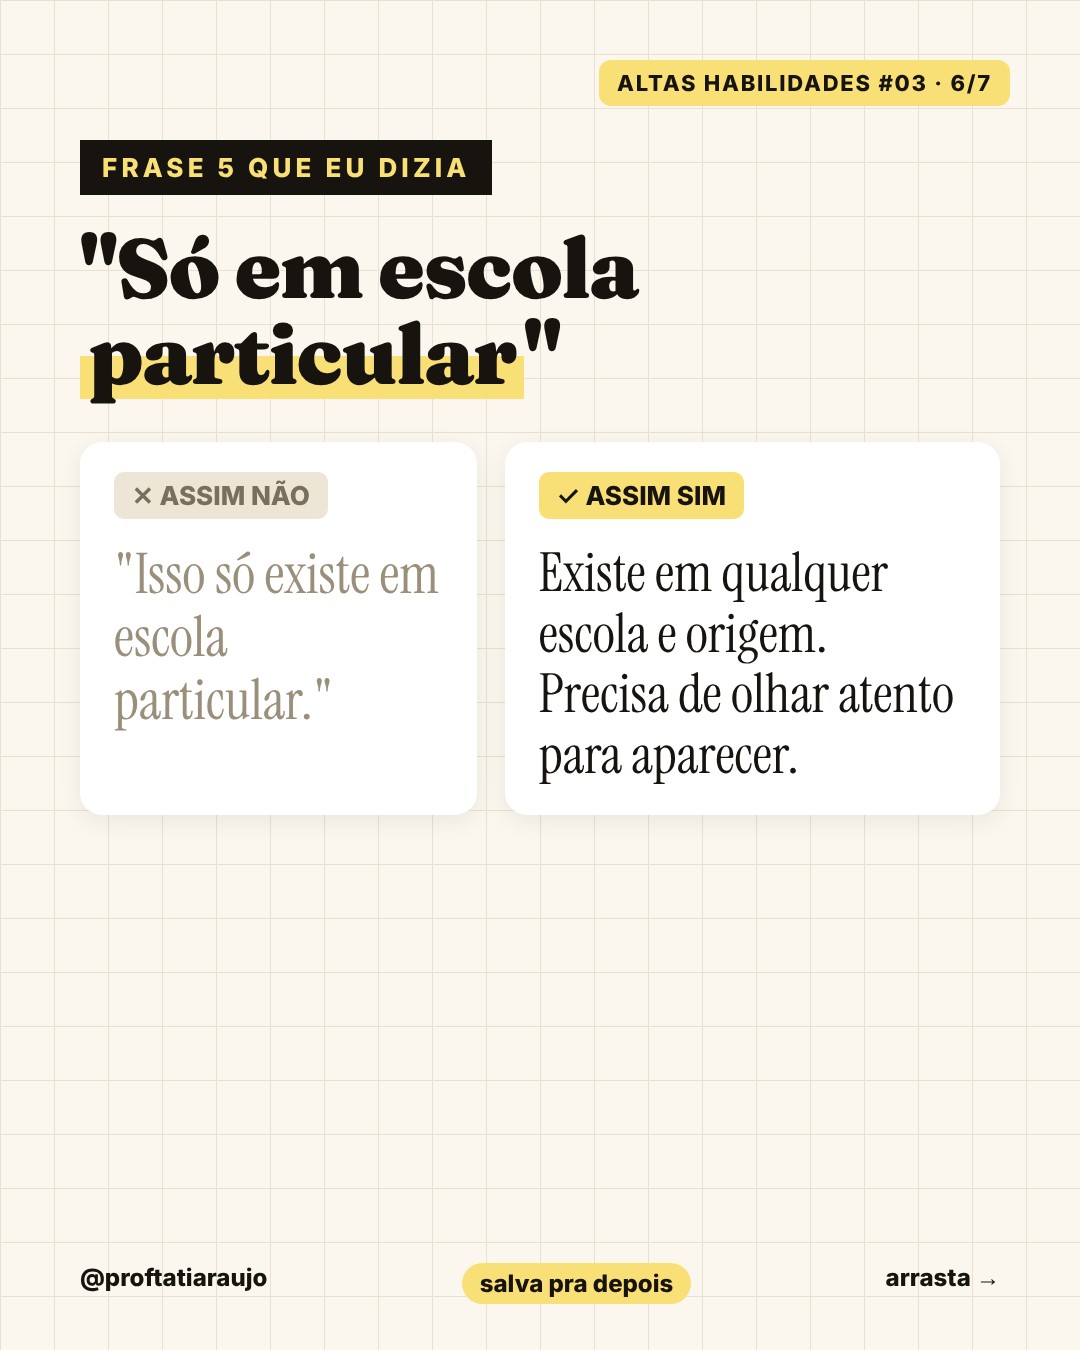 ALTAS HABILIDADES #03 · 6/7
FRASE 5 QUE EU DIZIA
"Só em escola
particular"
✕ ASSIM NÃO
"Isso só existe em
escola
particular."
✓ ASSIM SIM
Existe em qualquer
escola e origem.
Precisa de olhar atento
para aparecer.
@proftatiaraujo
salva pra depois
arrasta →